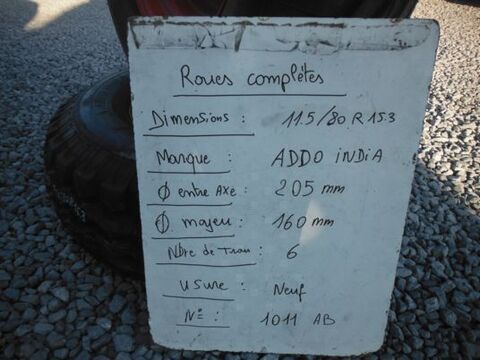 Roues complètes
Dimensions : 11.5/80 R 15.3
Marque : ADDO iNDiA
Ø entre Axe : 205 mm
Ø moyeu : 160 mm
Nbre de Trou : 6
Usure : Neuf
N= : 1011 AB